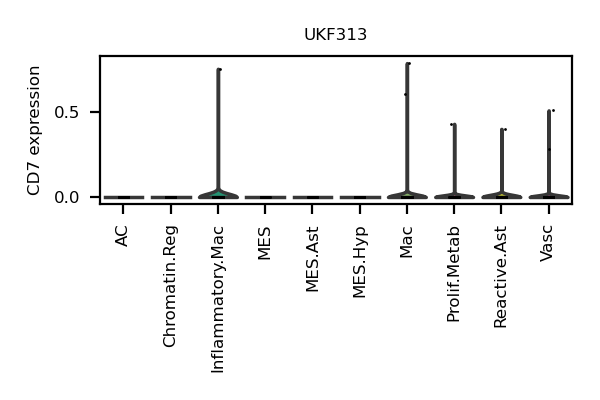 UKF313
CD7 expression
0.5
0.0
AC
Chromatin.Reg
Inflammatory.Mac
MES
MES.Ast
MES.Hyp
Mac
Prolif.Metab
Reactive.Ast
Vasc